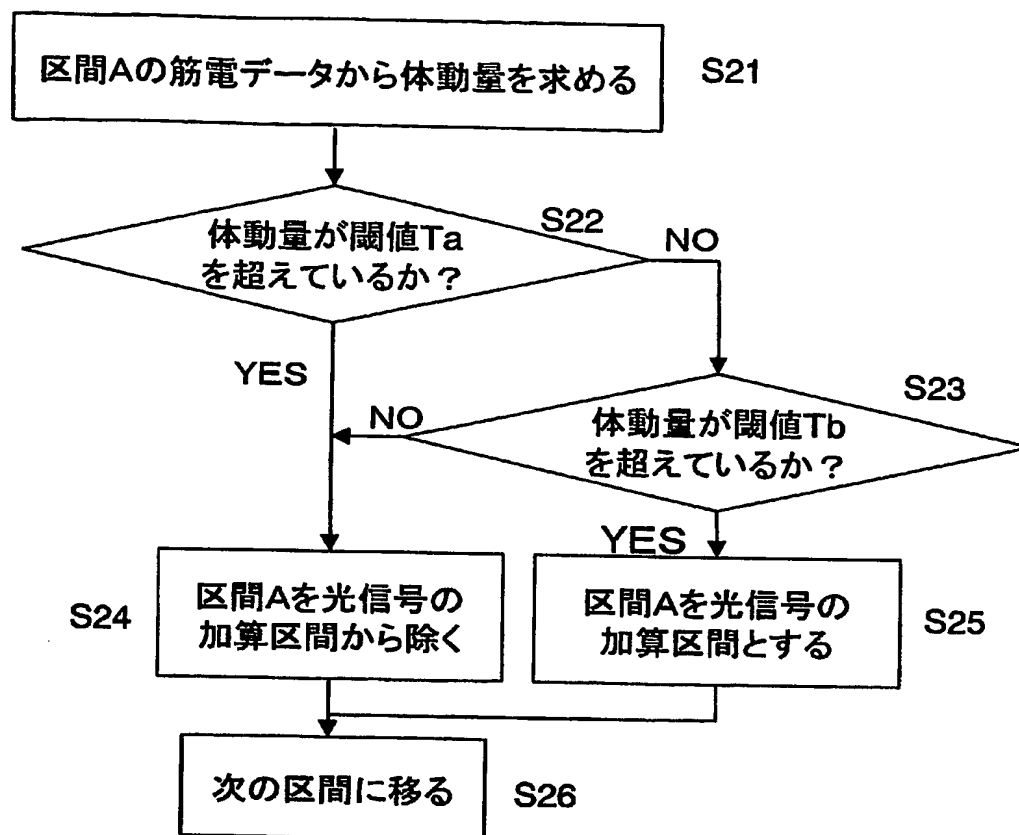 区間Aの筋電データから体動量を求める
S21
体動量が閾値Ta
を超えているか？
S22
NO
YES
体動量が閾値Tb
を超えているか？
S23
NO
YES
区間Aを光信号の
加算区間から除く
S24
区間Aを光信号の
加算区間とする
S25
次の区間に移る
S26